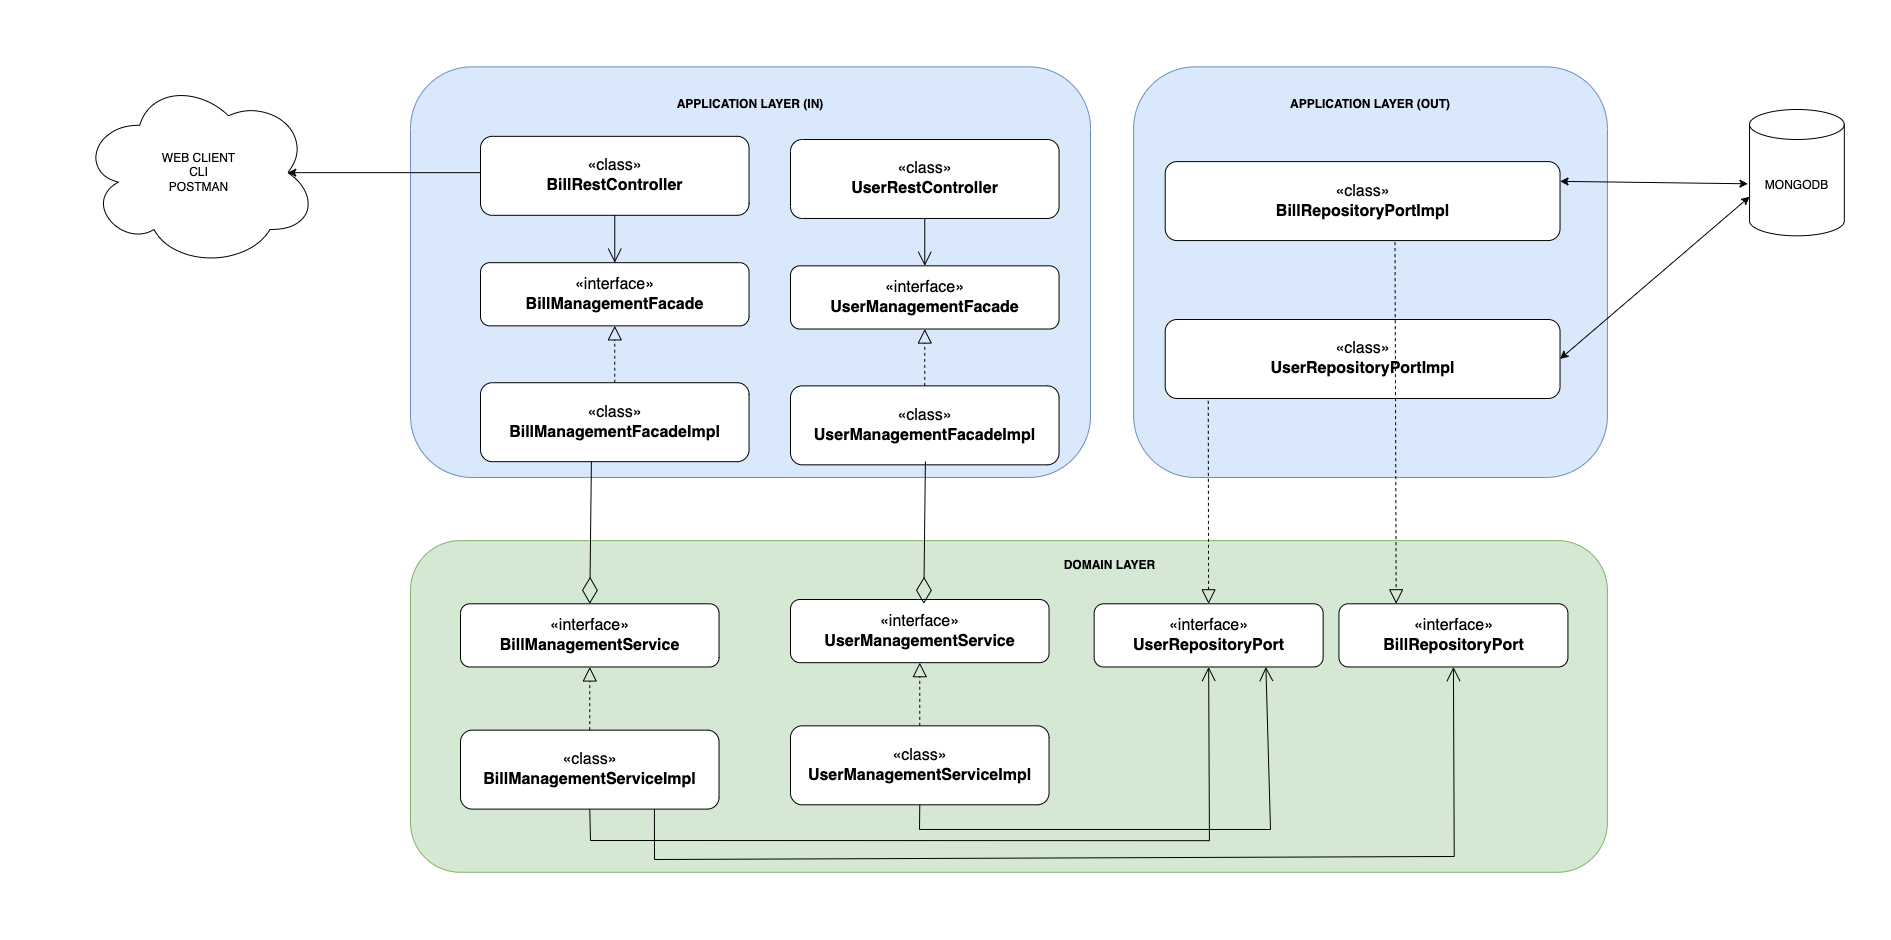 APPLICATION LAYER (IN)
APPLICATION LAYER (OUT)
WEB CLIENT
CLI
POSTMAN
«class»
BillRestController
«class»
UserRestController
«class»
BillRepositoryPortImpl
MONGODB
«interface»
BillManagementFacade
«interface»
UserManagementFacade
«class»
UserRepositoryPortImpl
«class»
BillManagementFacadeImpl
«class»
UserManagementFacadeImpl
DOMAIN LAYER
«interface»
BillManagementService
«interface»
UserManagementService
«interface»
UserRepositoryPort
«interface»
BillRepositoryPort
«class»
BillManagementServiceImpl
«class»
UserManagementServiceImpl